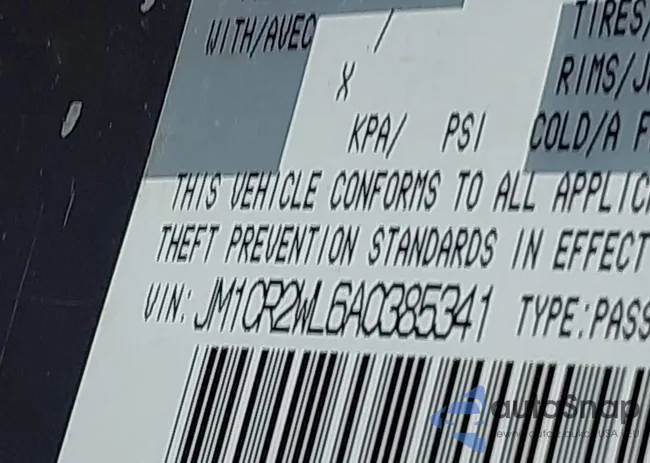 WITH/AVEC /
TIRES/
X
RIMS/J
KPA/ PSI
COLD/A F
THIS VEHICLE CONFORMS TO ALL APPLIC
THEFT PREVENTION STANDARDS IN EFFECT
VIN: JM1CR2WL6A0385341 TYPE:PASS
autoSnap